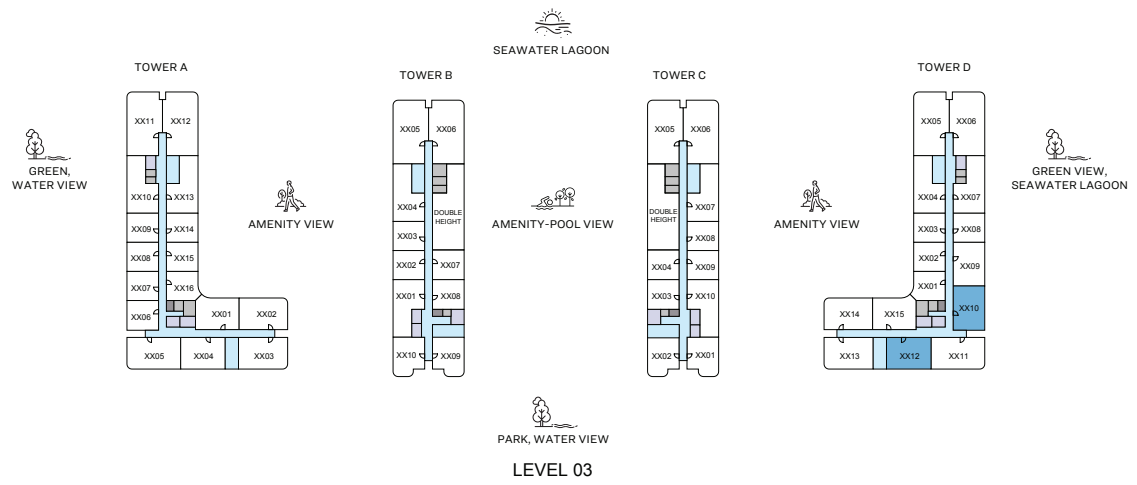 SEAWATER LAGOON
TOWER A
TOWER B
TOWER C
TOWER D
GREEN,
WATER VIEW
AMENITY VIEW
AMENITY-POOL VIEW
AMENITY VIEW
GREEN VIEW,
SEAWATER LAGOON
XX11 XX12
XX10 XX13
XX09 XX14
XX08 XX15
XX07 XX16
XX06 XX01 XX02
XX05 XX04 XX03
XX05 XX06
XX04
DOUBLE
HEIGHT
XX03
XX02 XX07
XX01 XX08
XX10 XX09
XX05 XX06
XX07
DOUBLE
HEIGHT
XX08
XX04 XX09
XX03 XX10
XX02 XX01
XX05 XX06
XX04 XX07
XX03 XX08
XX02 XX09
XX01
XX14 XX15 XX10
XX13 XX12 XX11
PARK, WATER VIEW
LEVEL 03